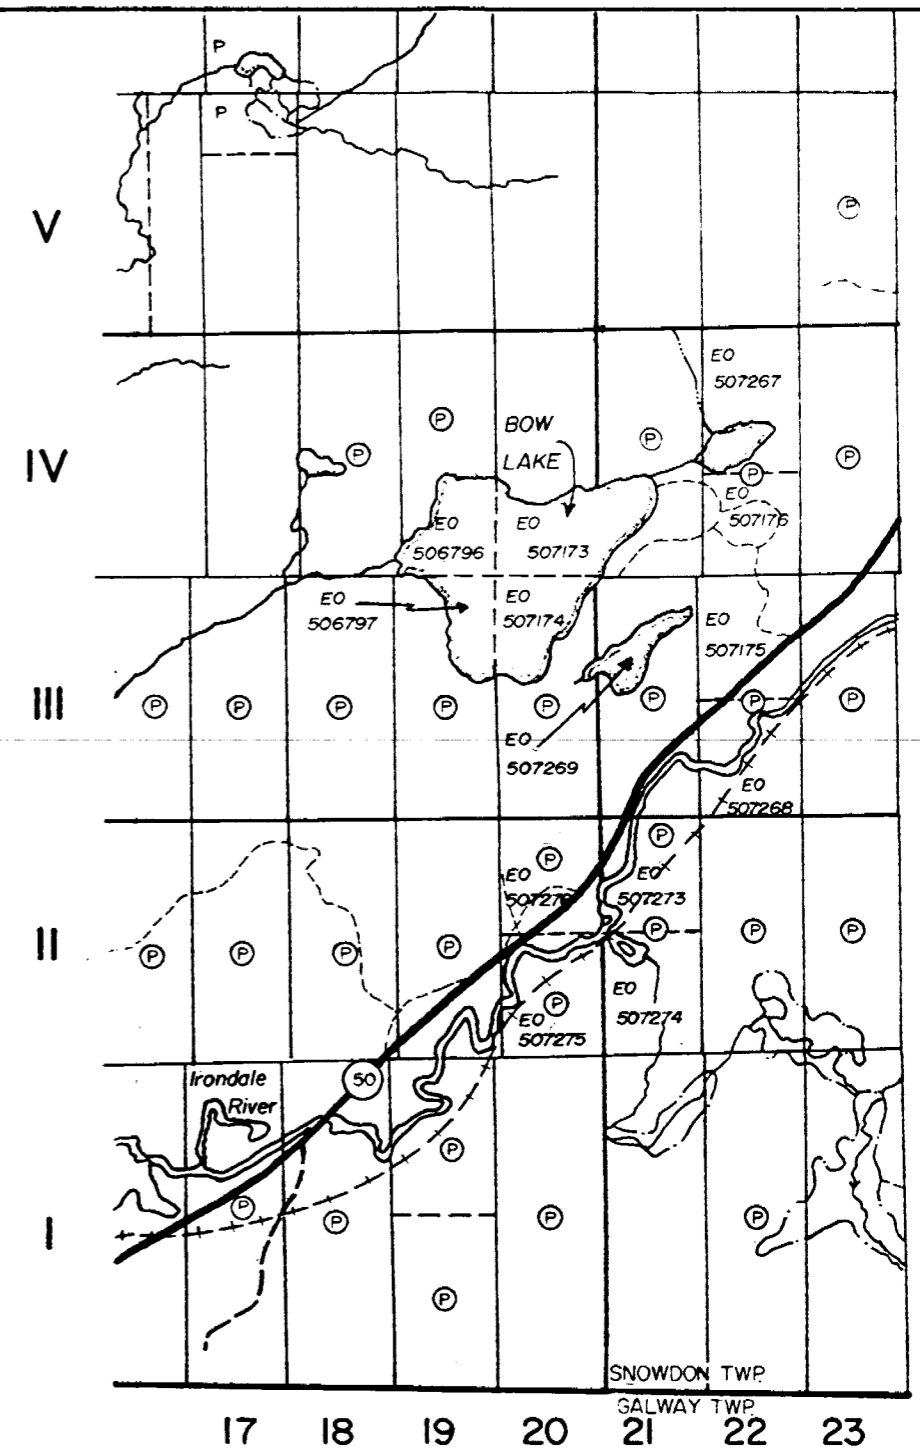 P
P
V
P
EO
507267
IV
P
P
BOW
LAKE
P
P
P
EO
507176
EO
506796
EO
507173
EO
506797
EO
507174
EO
507175
III
P
P
P
P
P
P
P
P
EO
507269
EO
507268
P
P
EO
EO
507273
II
P
P
P
P
P
P
P
EO
507274
P
EO
507275
50
Irondale
River
P
P
P
P
P
P
I
SNOWDON TWP.
GALWAY TWP.
17 18 19 20 21 22 23